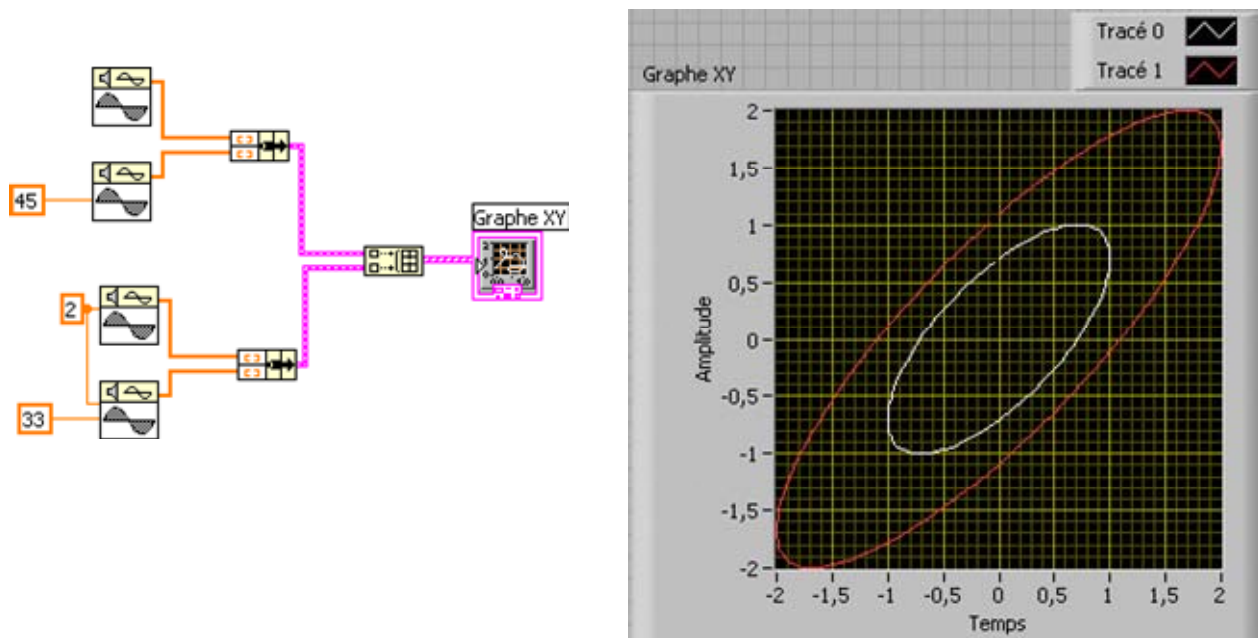 45
2
33
Graphe XY
Graphe XY
Tracé 0
Tracé 1
Amplitude
2
1,5
1
0,5
0
-0,5
-1
-1,5
-2
-2 -1,5 -1 -0,5 0 0,5 1 1,5 2
Temps